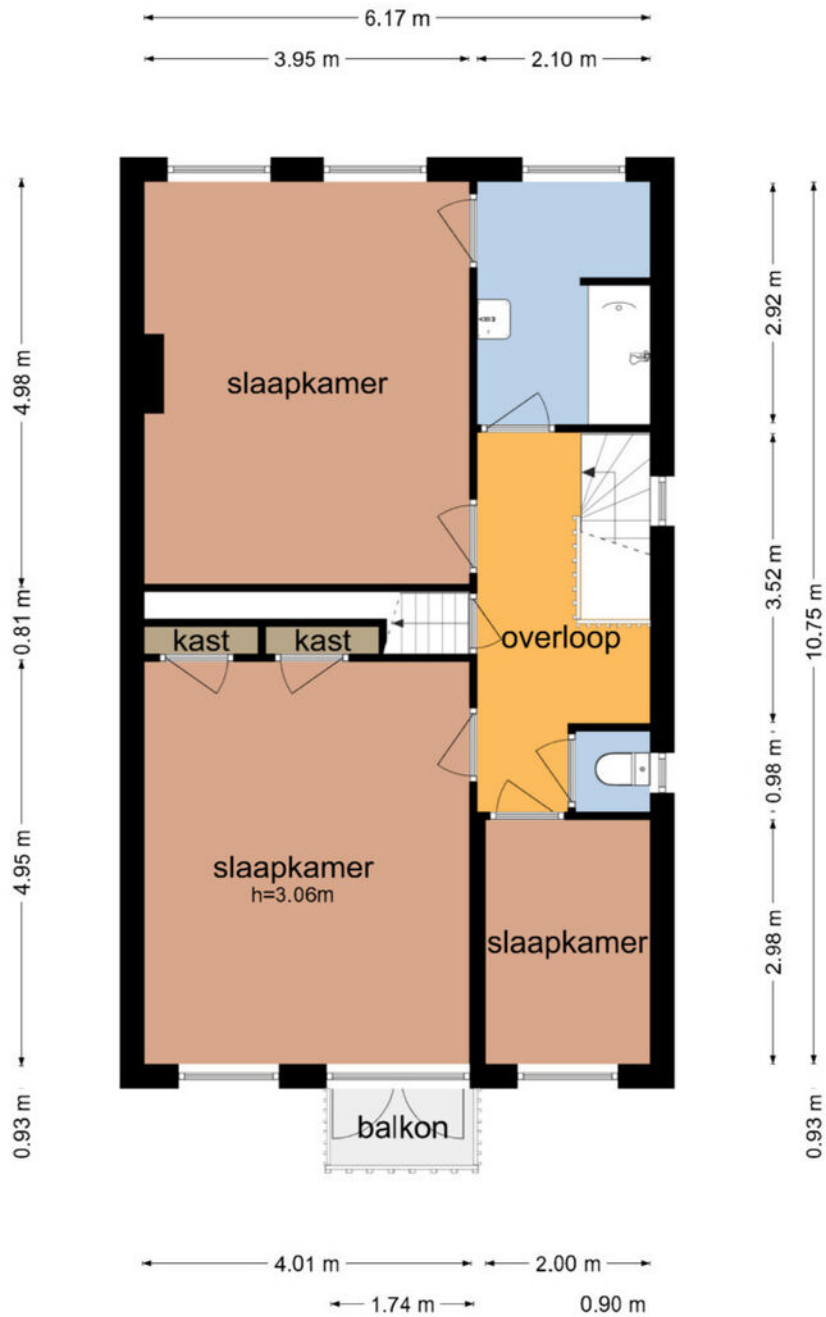 6.17 m
3.95 m
2.10 m
4.98 m
2.92 m
slaapkamer
3.52 m
10.75 m
0.81 m
kast
kast
overloop
0.98 m
4.95 m
slaapkamer
h=3.06m
slaapkamer
2.98 m
0.93 m
balkon
0.93 m
4.01 m
2.00 m
1.74 m
0.90 m